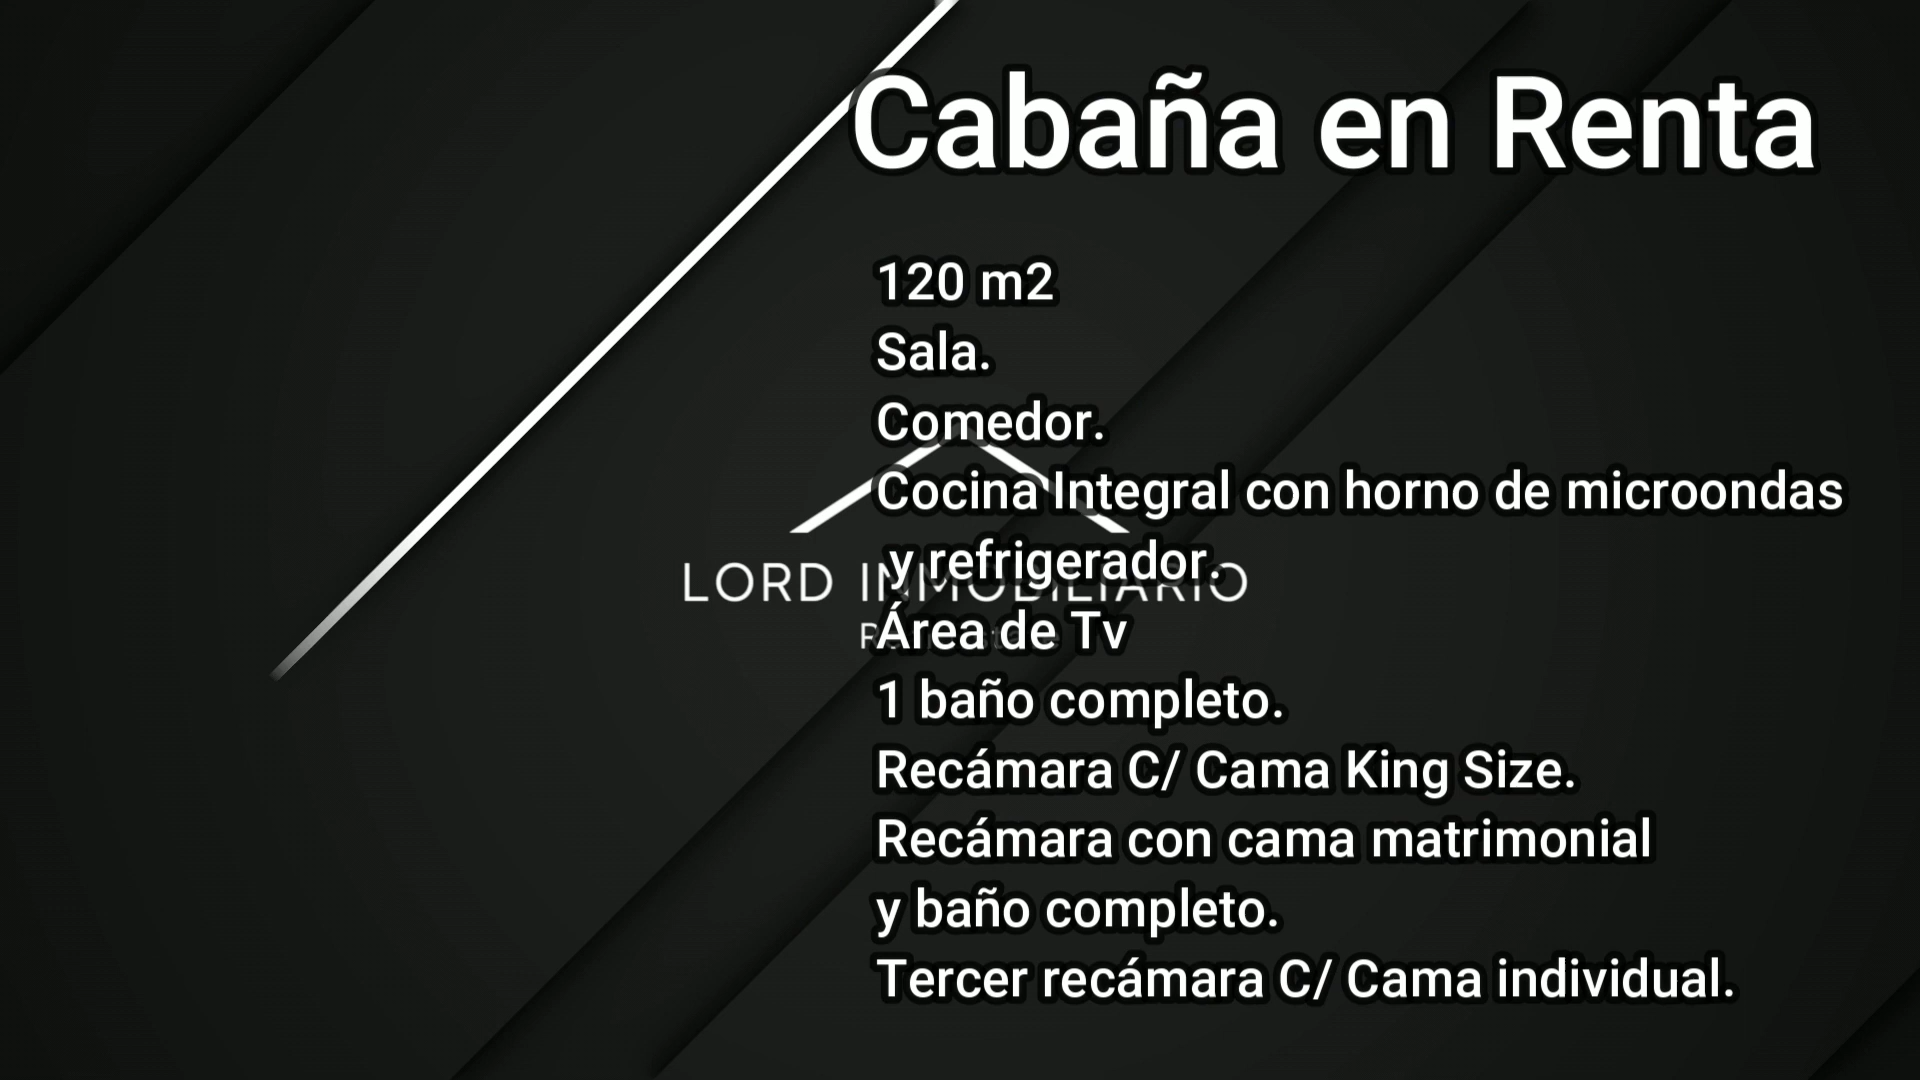 Cabaña en Renta
120 m2
Sala.
Comedor.
Cocina Integral con horno de microondas
y refrigerador.
LORD INMOBILIARIO
Área de Tv
1 baño completo.
Recámara C/ Cama King Size.
Recámara con cama matrimonial
y baño completo.
Tercer recámara C/ Cama individual.